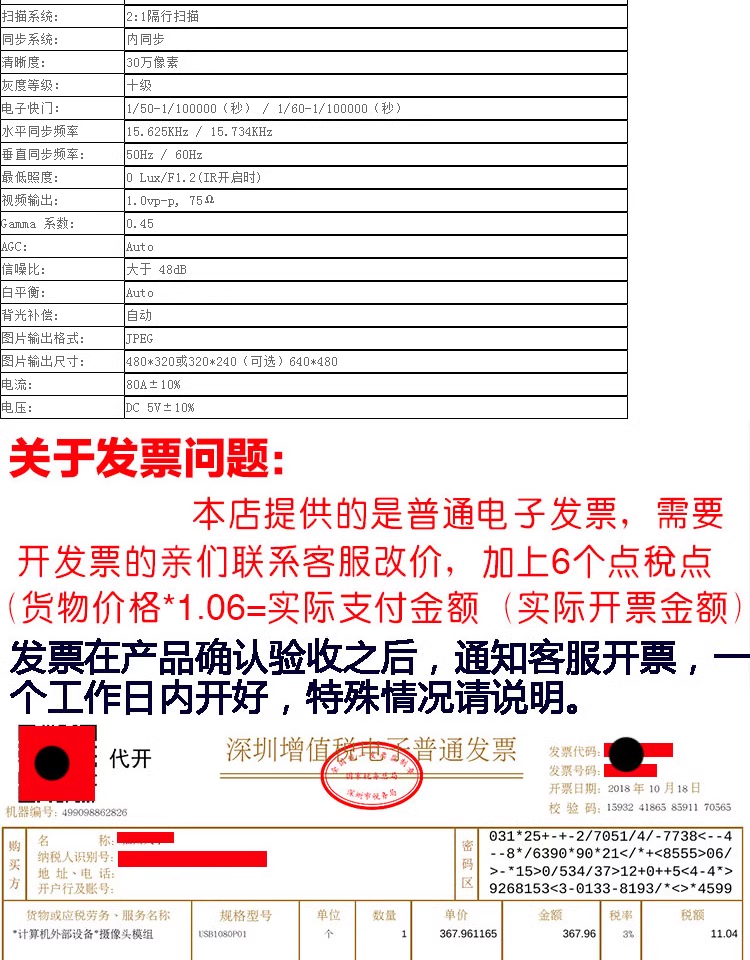 扫描系统: 2:1隔行扫描
同步系统: 内同步
清晰度: 30万像素
灰度等级: 十级
电子快门: 1/50-1/100000（秒） / 1/60-1/100000（秒）
水平同步频率 15.625KHz / 15.734KHz
垂直同步频率: 50Hz / 60Hz
最低照度: 0 Lux/F1.2(IR开启时)
视频输出: 1.0vp-p, 75Ω
Gamma 系数: 0.45
AGC: Auto
信噪比: 大于 48dB
白平衡: Auto
背光补偿: 自动
图片输出格式: JPEG
图片输出尺寸: 480*320或320*240（可选）640*480
电流: 80A±10%
电压: DC 5V±10%
关于发票问题:
本店提供的是普通电子发票，需要
开发票的亲们联系客服改价，加上6个点税点
（货物价格*1.06=实际支付金额（实际开票金额）
发票在产品确认验收之后，通知客服开票，一
个工作日内开好，特殊情况请说明。
代开
深圳增值税电子普通发票
国家税务总局
深圳市税务局
发票代码:
发票号码:
开票日期: 2018 年 10 月 18 日
校 验 码: 15932 41865 85911 70565
机器编号: 499098862826
购买方
名 称:
纳税人识别号:
地 址、电 话:
开户行及账号:
密码区
031*25+-+-2/7051/4/-7738<--4
--8*/6390*90*21</*+<8555>06/
>-*15>0/534/37>12+0++5<4-4*>
9268153<3-0133-8193/*<>*4599
货物或应税劳务、服务名称 规格型号 单位 数量 单价 金额 税率 税额
*计算机外部设备*摄像头模组 USB1080P01 个 1 367.961165 367.96 3% 11.04